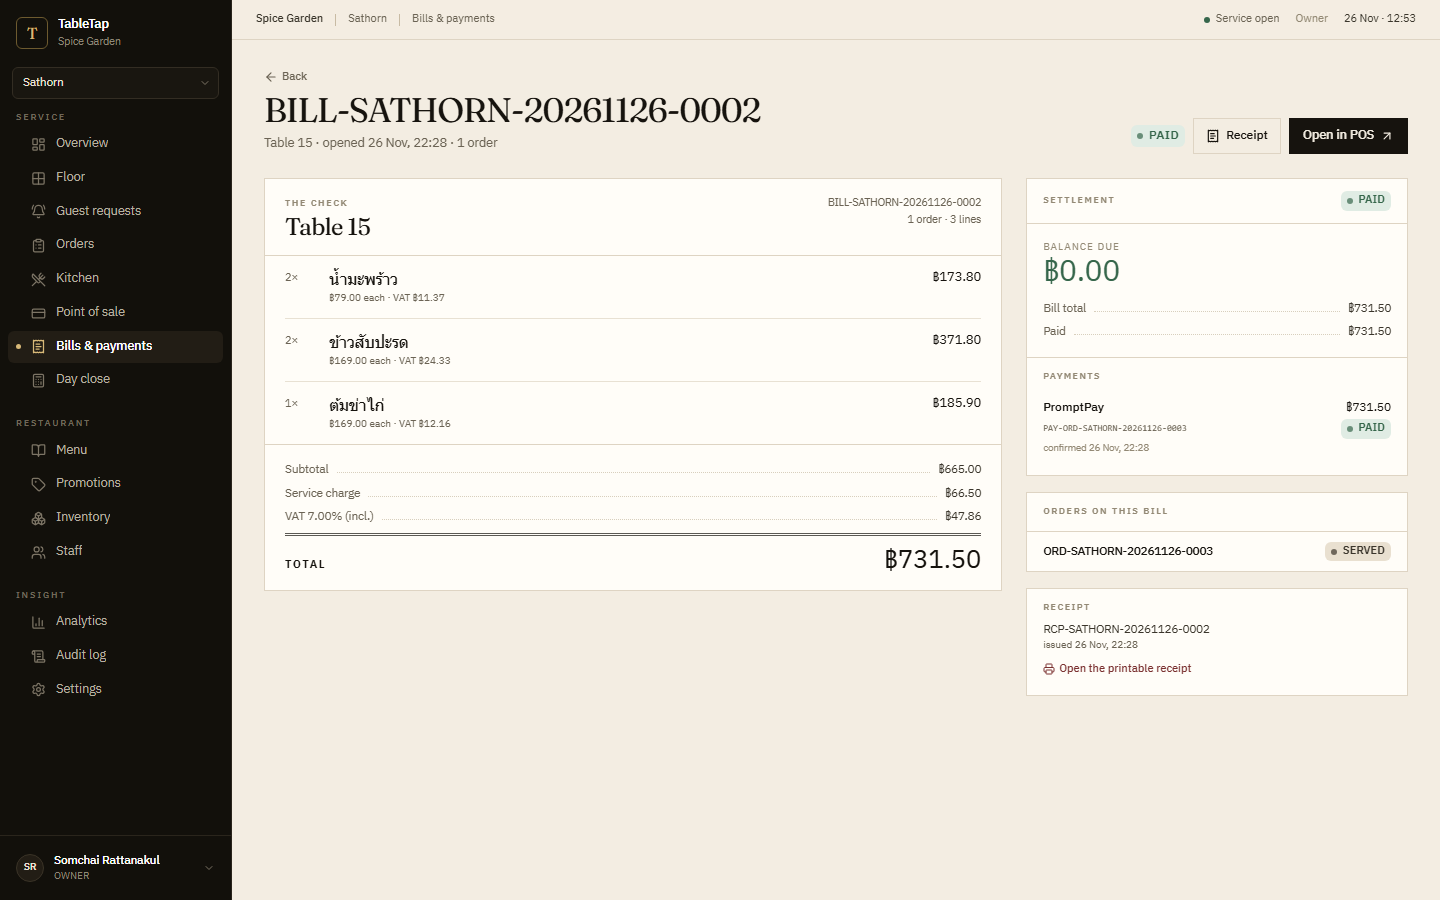 T
TableTap
Spice Garden
Sathorn
SERVICE
Overview
Floor
Guest requests
Orders
Kitchen
Point of sale
Bills & payments
Day close
RESTAURANT
Menu
Promotions
Inventory
Staff
INSIGHT
Analytics
Audit log
Settings
SR
Somchai Rattanakul
OWNER
Spice Garden Sathorn Bills & payments
Service open Owner 26 Nov · 12:53
Back
BILL-SATHORN-20261126-0002
Table 15 · opened 26 Nov, 22:28 · 1 order
PAID Receipt Open in POS
THE CHECK
Table 15
BILL-SATHORN-20261126-0002
1 order · 3 lines
2× น้ำมะพร้าว ฿173.80
฿79.00 each · VAT ฿11.37
2× ข้าวสับปะรด ฿371.80
฿169.00 each · VAT ฿24.33
1× ต้มข่าไก่ ฿185.90
฿169.00 each · VAT ฿12.16
Subtotal ฿665.00
Service charge ฿66.50
VAT 7.00% (incl.) ฿47.86
TOTAL ฿731.50
SETTLEMENT PAID
BALANCE DUE
฿0.00
Bill total ฿731.50
Paid ฿731.50
PAYMENTS
PromptPay ฿731.50
PAY-ORD-SATHORN-20261126-0003 PAID
confirmed 26 Nov, 22:28
ORDERS ON THIS BILL
ORD-SATHORN-20261126-0003 SERVED
RECEIPT
RCP-SATHORN-20261126-0002
issued 26 Nov, 22:28
Open the printable receipt